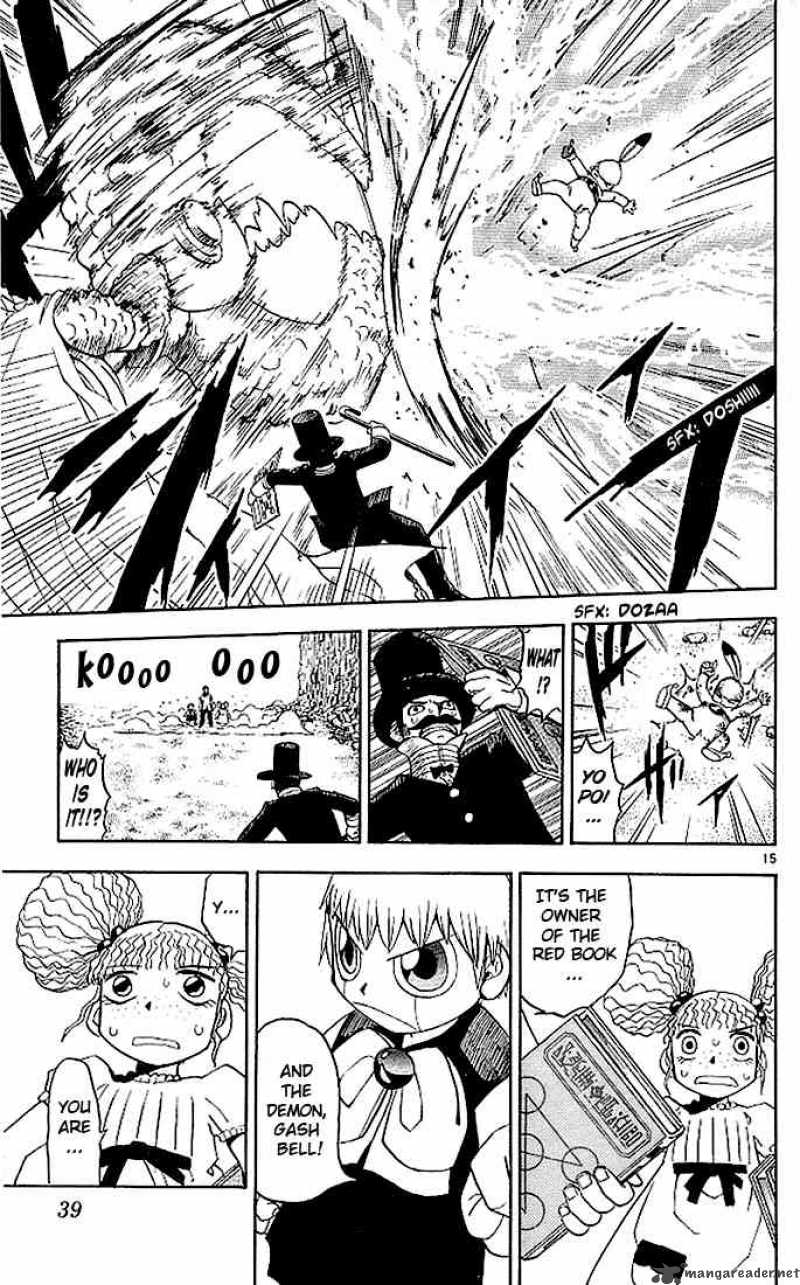 SFX: DOSHIIIII
SFX: DOZAA
YO
POI
...
WHAT
!?
KOOOO OOO
WHO
IS
IT!!?
15
IT'S THE
OWNER
OF THE
RED BOOK
...
AND
THE
DEMON,
GASH
BELL!
Y...
YOU
ARE
...
39
mangareader.net